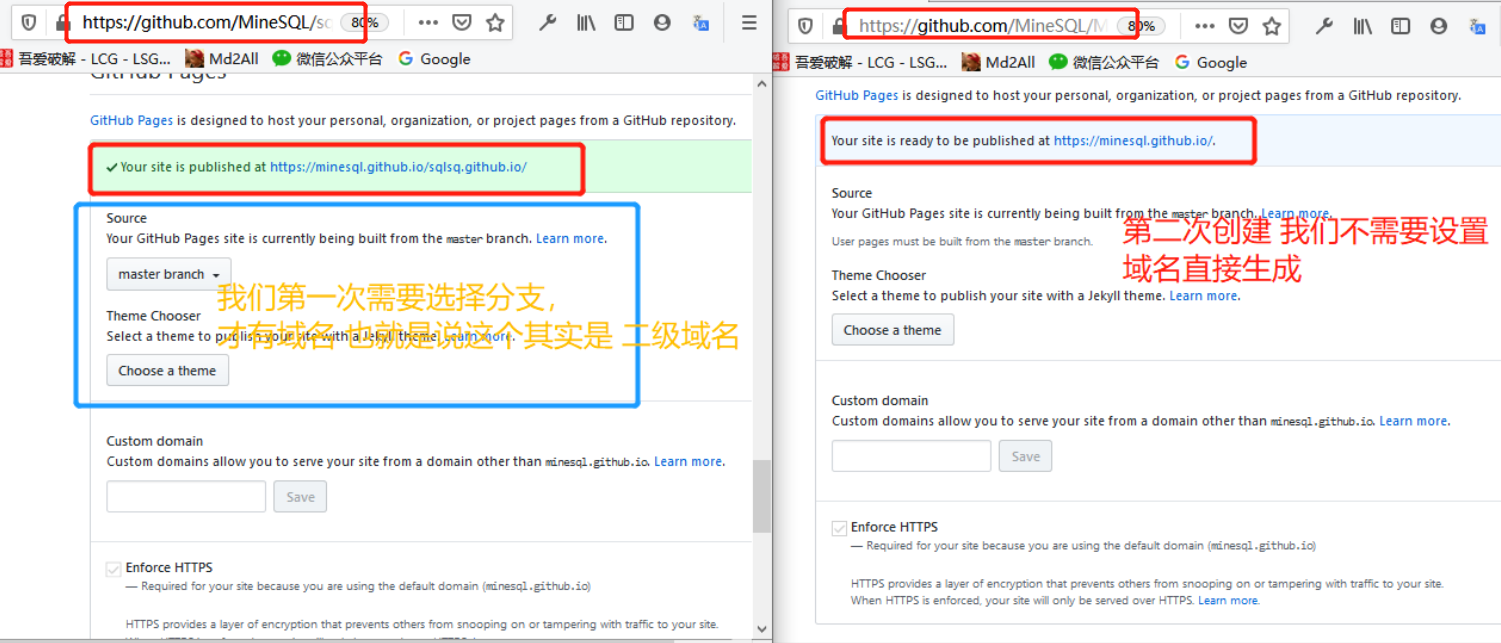 https://github.com/MineSQL/sq
80%
吾爱破解 - LCG - LSG...
Md2All
微信公众平台
Google
GitHub Pages
GitHub Pages is designed to host your personal, organization, or project pages from a GitHub repository.
Your site is published at https://minesql.github.io/sqlsq.github.io/
Source
Your GitHub Pages site is currently being built from the master branch. Learn more.
master branch
我们第一次需要选择分支，
Theme Chooser
Select a theme to publish your site with a Jekyll theme. Learn more.
才有域名 也就是说这个其实是 二级域名
Choose a theme
Custom domain
Custom domains allow you to serve your site from a domain other than minesql.github.io. Learn more.
Save
Enforce HTTPS
— Required for your site because you are using the default domain (minesql.github.io)
HTTPS provides a layer of encryption that prevents others from snooping on or tampering with traffic to your site.
https://github.com/MineSQL/M
80%
吾爱破解 - LCG - LSG...
Md2All
微信公众平台
Google
GitHub Pages is designed to host your personal, organization, or project pages from a GitHub repository.
Your site is ready to be published at https://minesql.github.io/.
Source
Your GitHub Pages site is currently being built from the master branch. Learn more.
User pages must be built from the master branch.
第二次创建 我们不需要设置
域名直接生成
Theme Chooser
Select a theme to publish your site with a Jekyll theme. Learn more.
Choose a theme
Custom domain
Custom domains allow you to serve your site from a domain other than minesql.github.io. Learn more.
Save
Enforce HTTPS
— Required for your site because you are using the default domain (minesql.github.io)
HTTPS provides a layer of encryption that prevents others from snooping on or tampering with traffic to your site.
When HTTPS is enforced, your site will only be served over HTTPS. Learn more.